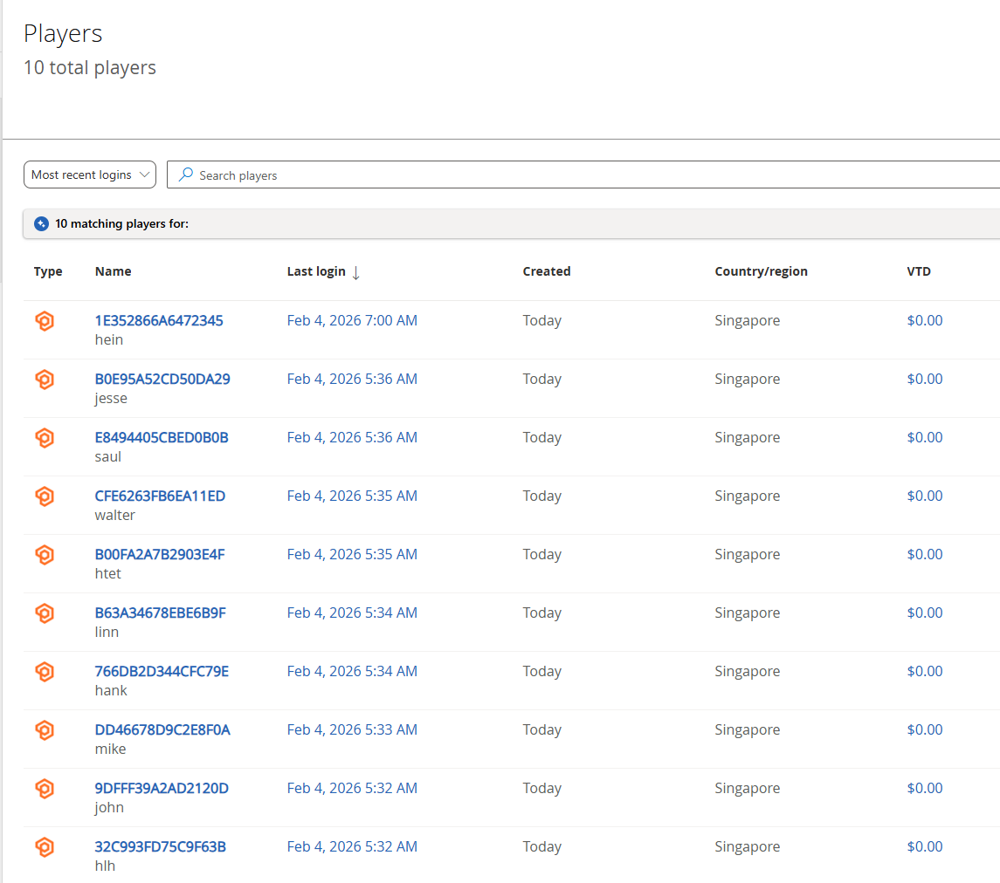 Players
10 total players
Most recent logins
Search players
10 matching players for:
Type Name Last login ↓ Created Country/region VTD
1E352866A6472345 Feb 4, 2026 7:00 AM Today Singapore $0.00
hein
B0E95A52CD50DA29 Feb 4, 2026 5:36 AM Today Singapore $0.00
jesse
E8494405CBED0B0B Feb 4, 2026 5:36 AM Today Singapore $0.00
saul
CFE6263FB6EA11ED Feb 4, 2026 5:35 AM Today Singapore $0.00
walter
B00FA2A7B2903E4F Feb 4, 2026 5:35 AM Today Singapore $0.00
htet
B63A34678EBE6B9F Feb 4, 2026 5:34 AM Today Singapore $0.00
linn
766DB2D344CFC79E Feb 4, 2026 5:34 AM Today Singapore $0.00
hank
DD46678D9C2E8F0A Feb 4, 2026 5:33 AM Today Singapore $0.00
mike
9DFFF39A2AD2120D Feb 4, 2026 5:32 AM Today Singapore $0.00
john
32C993FD75C9F63B Feb 4, 2026 5:32 AM Today Singapore $0.00
hlh